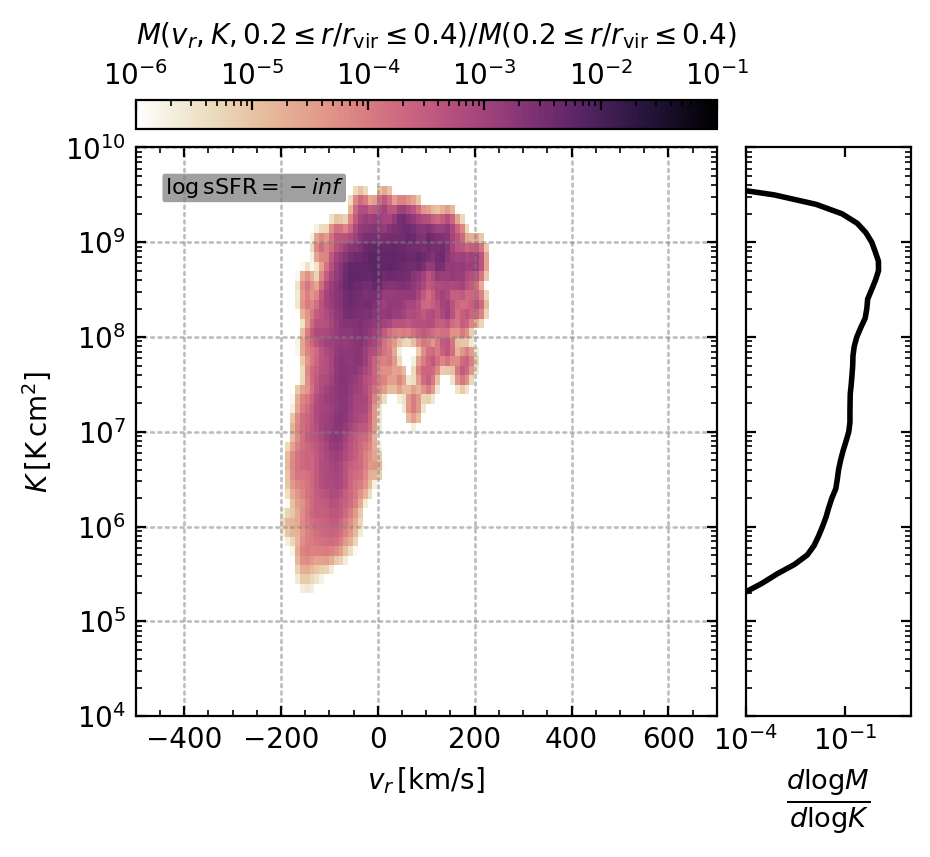 M(v_r, K, 0.2 ≤ r/r_vir ≤ 0.4)/M(0.2 ≤ r/r_vir ≤ 0.4)
10^−6 10^−5 10^−4 10^−3 10^−2 10^−1
10^10
log sSFR = −inf
10^9
10^8
K [K cm^2]
10^7
10^6
10^5
10^4
−400 −200 0 200 400 600 10^−4 10^−1
v_r [km/s]
dlogM
dlogK